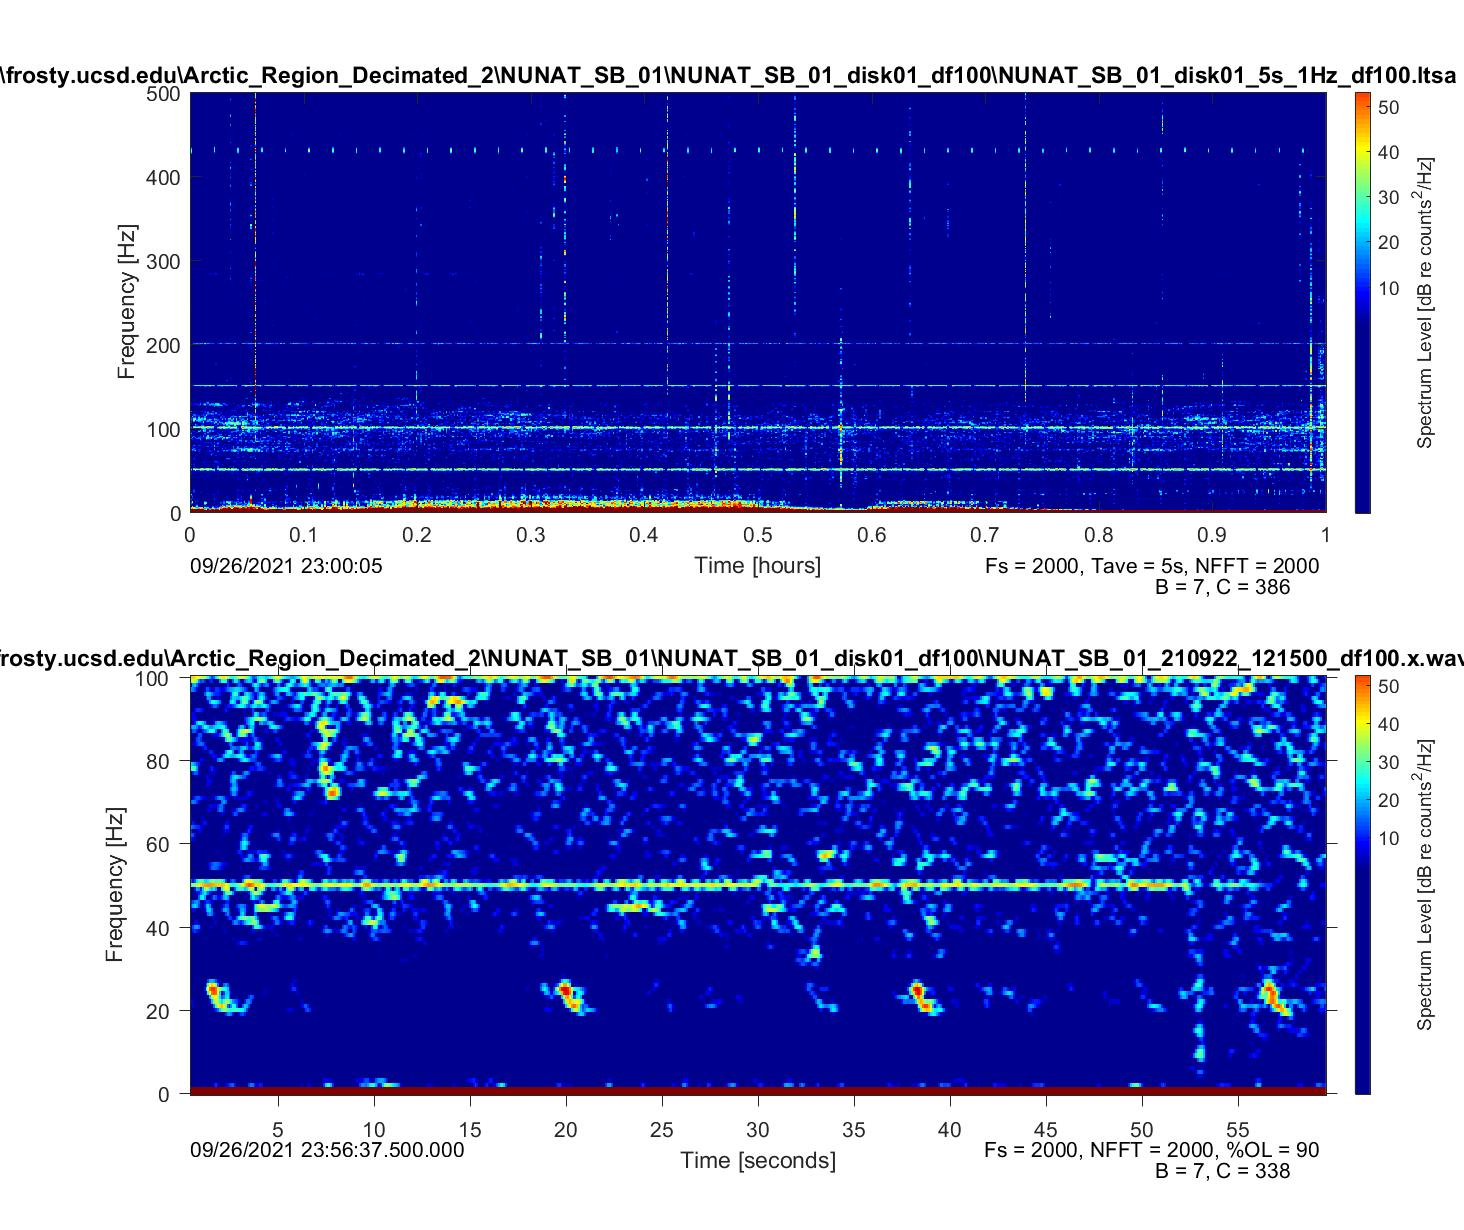 \frosty.ucsd.edu\Arctic_Region_Decimated_2\NUNAT_SB_01\NUNAT_SB_01_disk01_df100\NUNAT_SB_01_disk01_5s_1Hz_df100.ltsa
500
400
300
200
100
0
Frequency [Hz]
0 0.1 0.2 0.3 0.4 0.5 0.6 0.7 0.8 0.9 1
Time [hours]
09/26/2021 23:00:05
Fs = 2000, Tave = 5s, NFFT = 2000
B = 7, C = 386
50
40
30
20
10
Spectrum Level [dB re counts²/Hz]
frosty.ucsd.edu\Arctic_Region_Decimated_2\NUNAT_SB_01\NUNAT_SB_01_disk01_df100\NUNAT_SB_01_210922_121500_df100.x.wav
100
80
60
40
20
0
Frequency [Hz]
5 10 15 20 25 30 35 40 45 50 55
09/26/2021 23:56:37.500.000
Time [seconds]
Fs = 2000, NFFT = 2000, %OL = 90
B = 7, C = 338
50
40
30
20
10
Spectrum Level [dB re counts²/Hz]